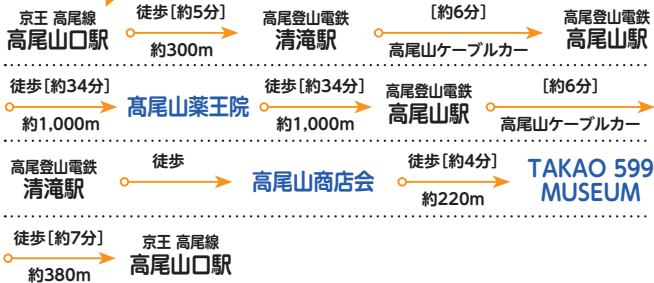 京王 高尾線
高尾山口駅
徒歩[約5分]
約300m
高尾登山電鉄
清滝駅
[約6分]
高尾山ケーブルカー
高尾登山電鉄
高尾山駅
徒歩[約34分]
約1,000m
髙尾山薬王院
徒歩[約34分]
約1,000m
高尾登山電鉄
高尾山駅
[約6分]
高尾山ケーブルカー
高尾登山電鉄
清滝駅
徒歩
高尾山商店会
徒歩[約4分]
約220m
TAKAO 599
MUSEUM
徒歩[約7分]
約380m
京王 高尾線
高尾山口駅